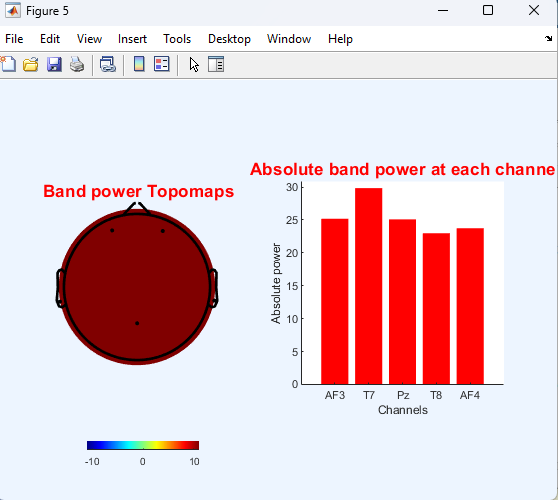 Figure 5
File Edit View Insert Tools Desktop Window Help
Band power Topomaps
-10 0 10
Absolute band power at each channe
30
25
20
15
10
5
0
Absolute power
AF3 T7 Pz T8 AF4
Channels